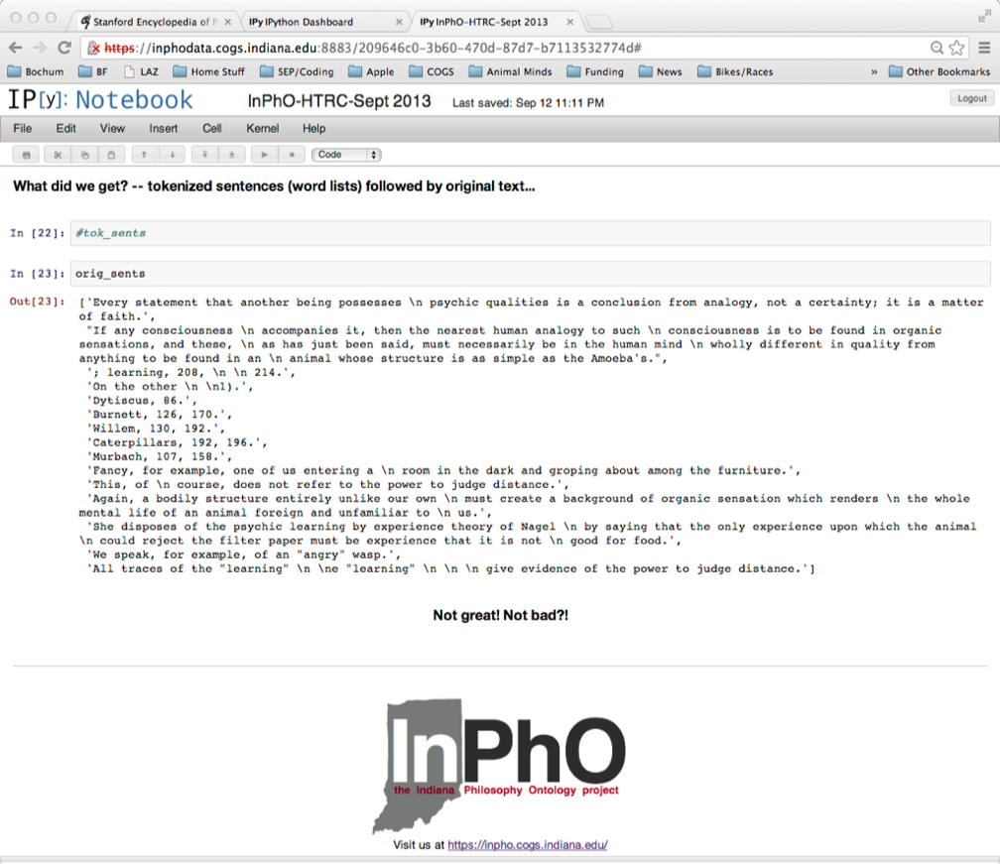 Stanford Encyclopedia of P
IPy IPython Dashboard
IPy InPhO-HTRC-Sept 2013
https://inphodata.cogs.indiana.edu:8883/209646c0-3b60-470d-87d7-b7113532774d#
Bochum BF LAZ Home Stuff SEP/Coding Apple COGS Animal Minds Funding News Bikes/Races » Other Bookmarks
IP[y]: Notebook InPhO-HTRC-Sept 2013 Last saved: Sep 12 11:11 PM Logout
File Edit View Insert Cell Kernel Help
Code
What did we get? -- tokenized sentences (word lists) followed by original text...
In [22]: #tok_sents
In [23]: orig_sents
Out[23]: ['Every statement that another being possesses \n psychic qualities is a conclusion from analogy, not a certainty; it is a matter
of faith.',
"If any consciousness \n accompanies it, then the nearest human analogy to such \n consciousness is to be found in organic
sensations, and these, \n as has just been said, must necessarily be in the human mind \n wholly different in quality from
anything to be found in an \n animal whose structure is as simple as the Amoeba's.",
'; learning, 208, \n \n 214.',
'On the other \n \nl).',
'Dytiscus, 86.',
'Burnett, 126, 170.',
'Willem, 130, 192.',
'Caterpillars, 192, 196.',
'Murbach, 107, 158.',
'Fancy, for example, one of us entering a \n room in the dark and groping about among the furniture.',
'This, of \n course, does not refer to the power to judge distance.',
'Again, a bodily structure entirely unlike our own \n must create a background of organic sensation which renders \n the whole
mental life of an animal foreign and unfamiliar to \n us.',
'She disposes of the psychic learning by experience theory of Nagel \n by saying that the only experience upon which the animal
\n could reject the filter paper must be experience that it is not \n good for food.',
'We speak, for example, of an "angry" wasp.',
'All traces of the "learning" \n \ne "learning" \n \n \n give evidence of the power to judge distance.']
Not great! Not bad?!
InPhO
the Indiana Philosophy Ontology project
Visit us at https://inpho.cogs.indiana.edu/